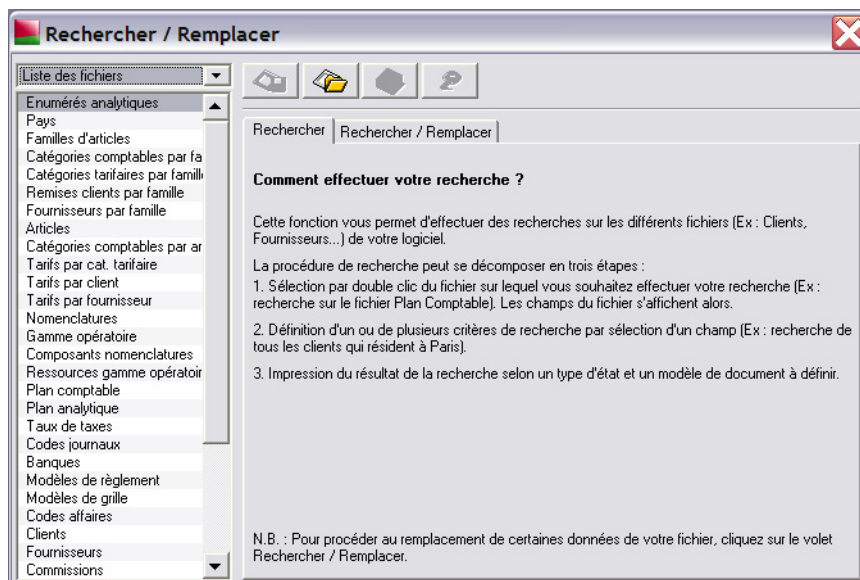 Rechercher / Remplacer
Liste des fichiers
Enumérés analytiques
Pays
Familles d'articles
Catégories comptables par fa
Catégories tarifaires par famill
Remises clients par famille
Fournisseurs par famille
Articles
Catégories comptables par ar
Tarifs par cat. tarifaire
Tarifs par client
Tarifs par fournisseur
Nomenclatures
Gamme opératoire
Composants nomenclatures
Ressources gamme opératoir
Plan comptable
Plan analytique
Taux de taxes
Codes journaux
Banques
Modèles de règlement
Modèles de grille
Codes affaires
Clients
Fournisseurs
Commissions
Rechercher
Rechercher / Remplacer
Comment effectuer votre recherche ?
Cette fonction vous permet d'effectuer des recherches sur les différents fichiers (Ex : Clients,
Fournisseurs...) de votre logiciel.
La procédure de recherche peut se décomposer en trois étapes :
1. Sélection par double clic du fichier sur lequel vous souhaitez effectuer votre recherche (Ex :
recherche sur le fichier Plan Comptable). Les champs du fichier s'affichent alors.
2. Définition d'un ou de plusieurs critères de recherche par sélection d'un champ (Ex : recherche de
tous les clients qui résident à Paris).
3. Impression du résultat de la recherche selon un type d'état et un modèle de document à définir.
N.B. : Pour procéder au remplacement de certaines données de votre fichier, cliquez sur le volet
Rechercher / Remplacer.